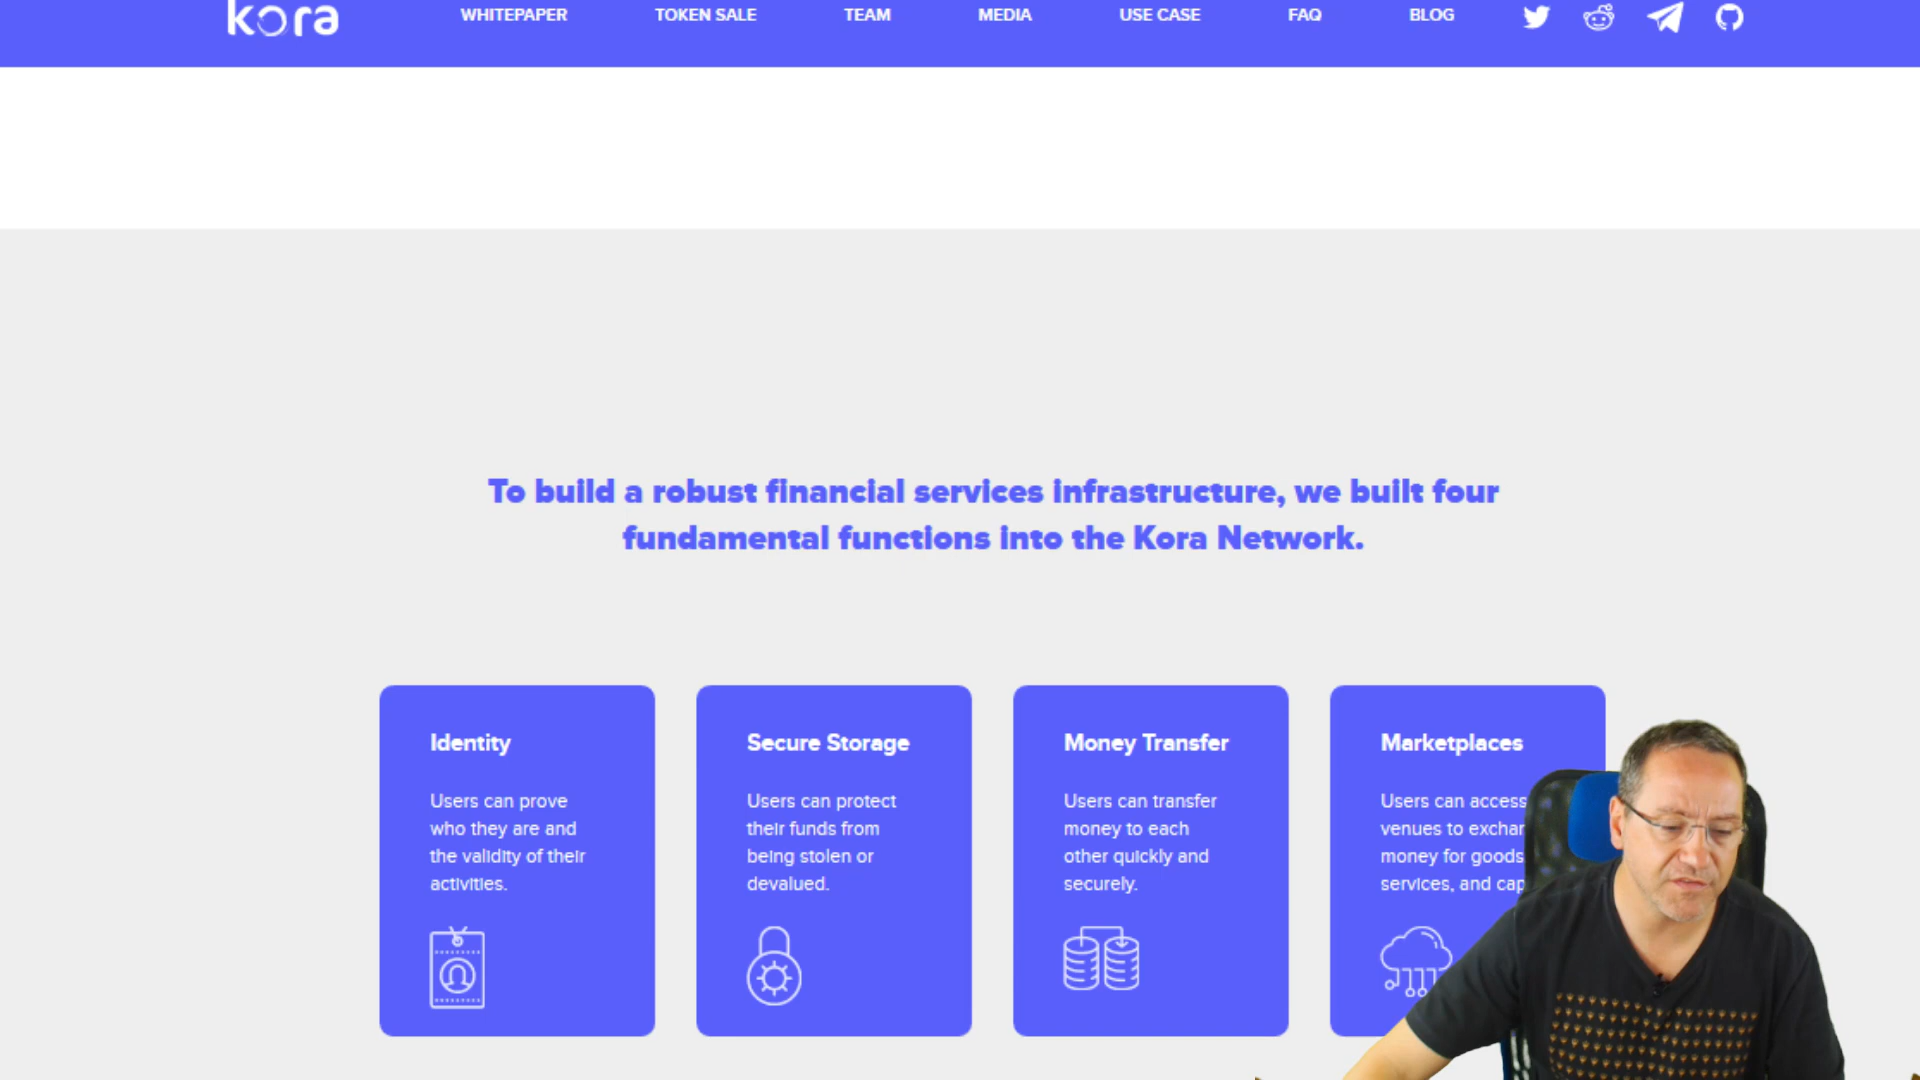 kora
WHITEPAPER TOKEN SALE TEAM MEDIA USE CASE FAQ BLOG
To build a robust financial services infrastructure, we built four
fundamental functions into the Kora Network.
Identity
Users can prove
who they are and
the validity of their
activities.
Secure Storage
Users can protect
their funds from
being stolen or
devalued.
Money Transfer
Users can transfer
money to each
other quickly and
securely.
Marketplaces
Users can access
venues to
money for goods
services, and